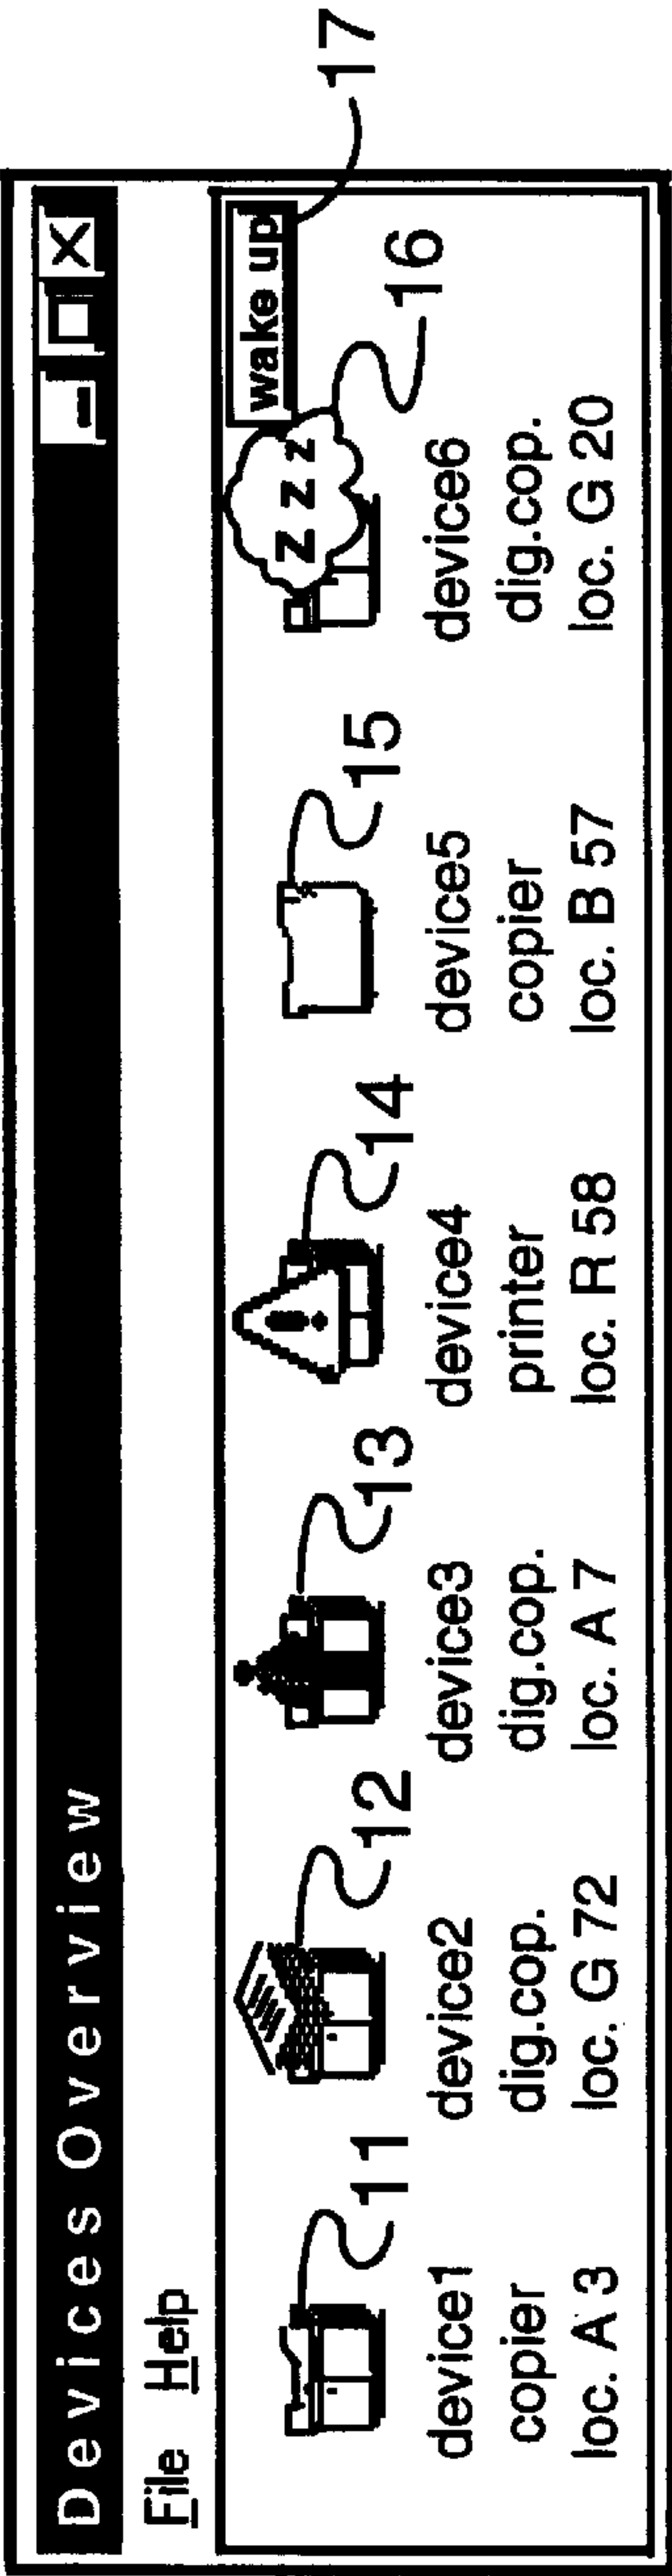 Devices Overview
File Help
wake up
17
z z z
11 12 13 14 15 16
device1 device2 device3 device4 device5 device6
copier dig.cop. dig.cop. printer copier dig.cop.
loc. A 3 loc. G 72 loc. A 7 loc. R 58 loc. B 57 loc. G 20